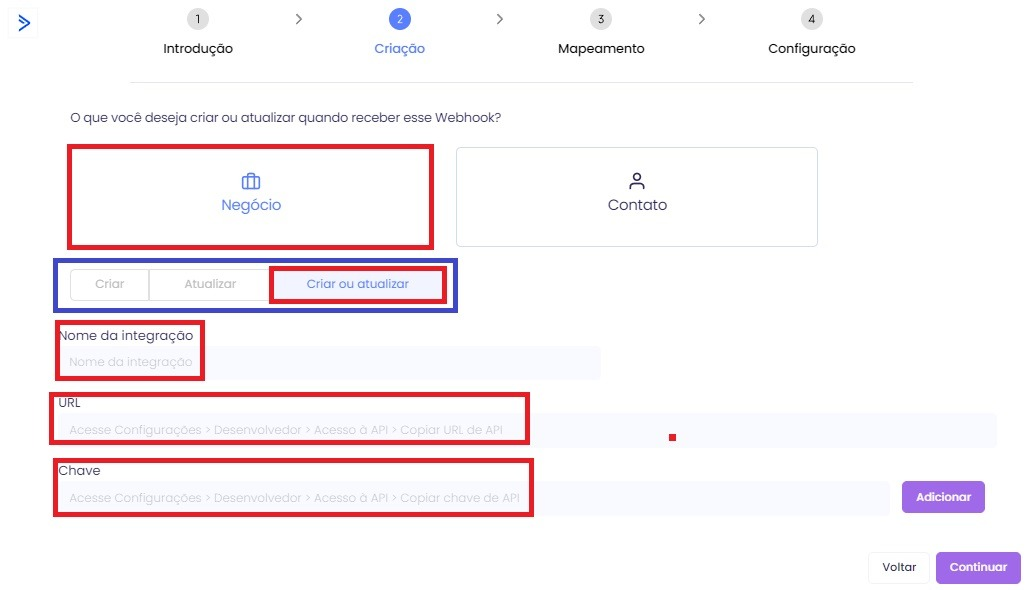 1
2
3
4
Introdução
Criação
Mapeamento
Configuração
O que você deseja criar ou atualizar quando receber esse Webhook?
Negócio
Contato
Criar
Atualizar
Criar ou atualizar
Nome da integração
Nome da integração
URL
Acesse Configurações > Desenvolvedor > Acesso à API > Copiar URL de API
Chave
Acesse Configurações > Desenvolvedor > Acesso à API > Copiar chave de API
Adicionar
Voltar
Continuar